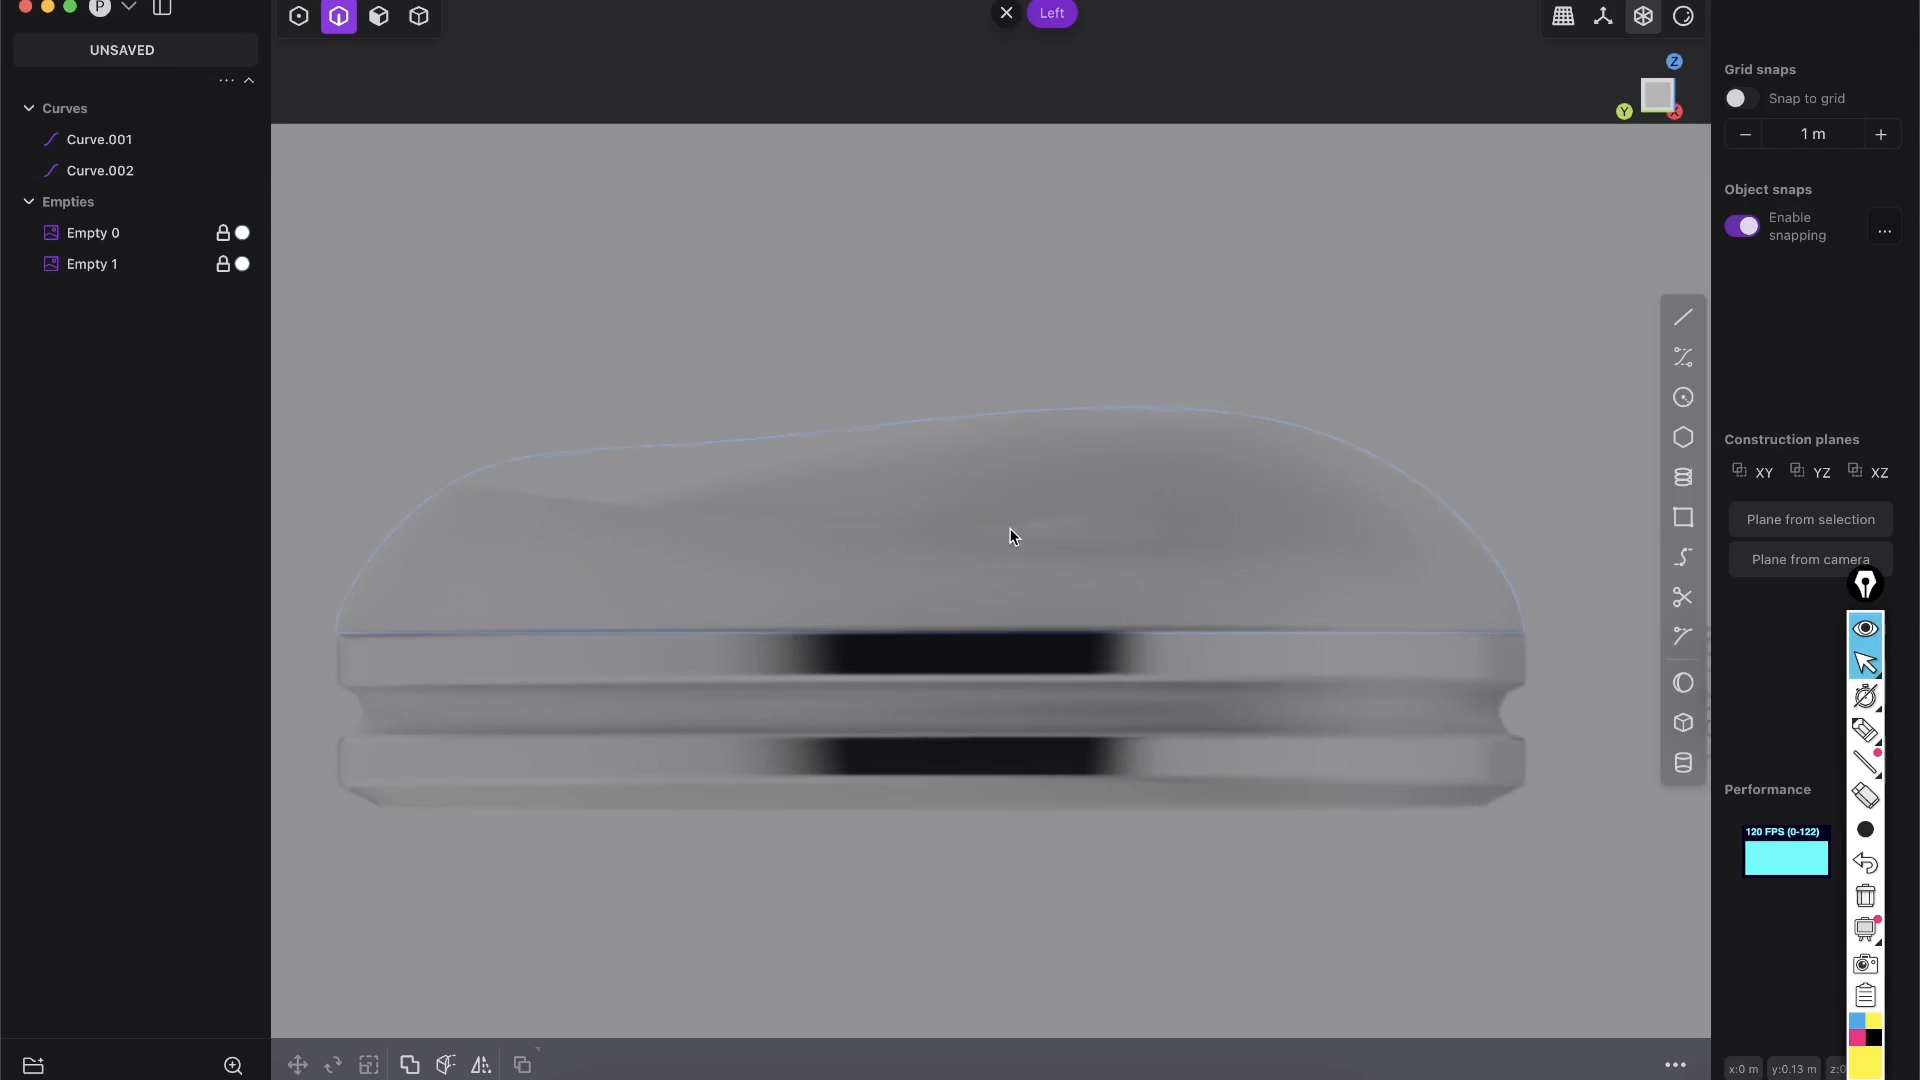 P
Left
UNSAVED
...
Z
Y
X
Curves
Curve.001
Curve.002
Empties
Empty 0
Empty 1
Grid snaps
Snap to grid
− 1 m +
Object snaps
Enable
snapping
...
Construction planes
XY YZ XZ
Plane from selection
Plane from camera
Performance
120 FPS (0-122)
x:0 m y:0.13 m z:0